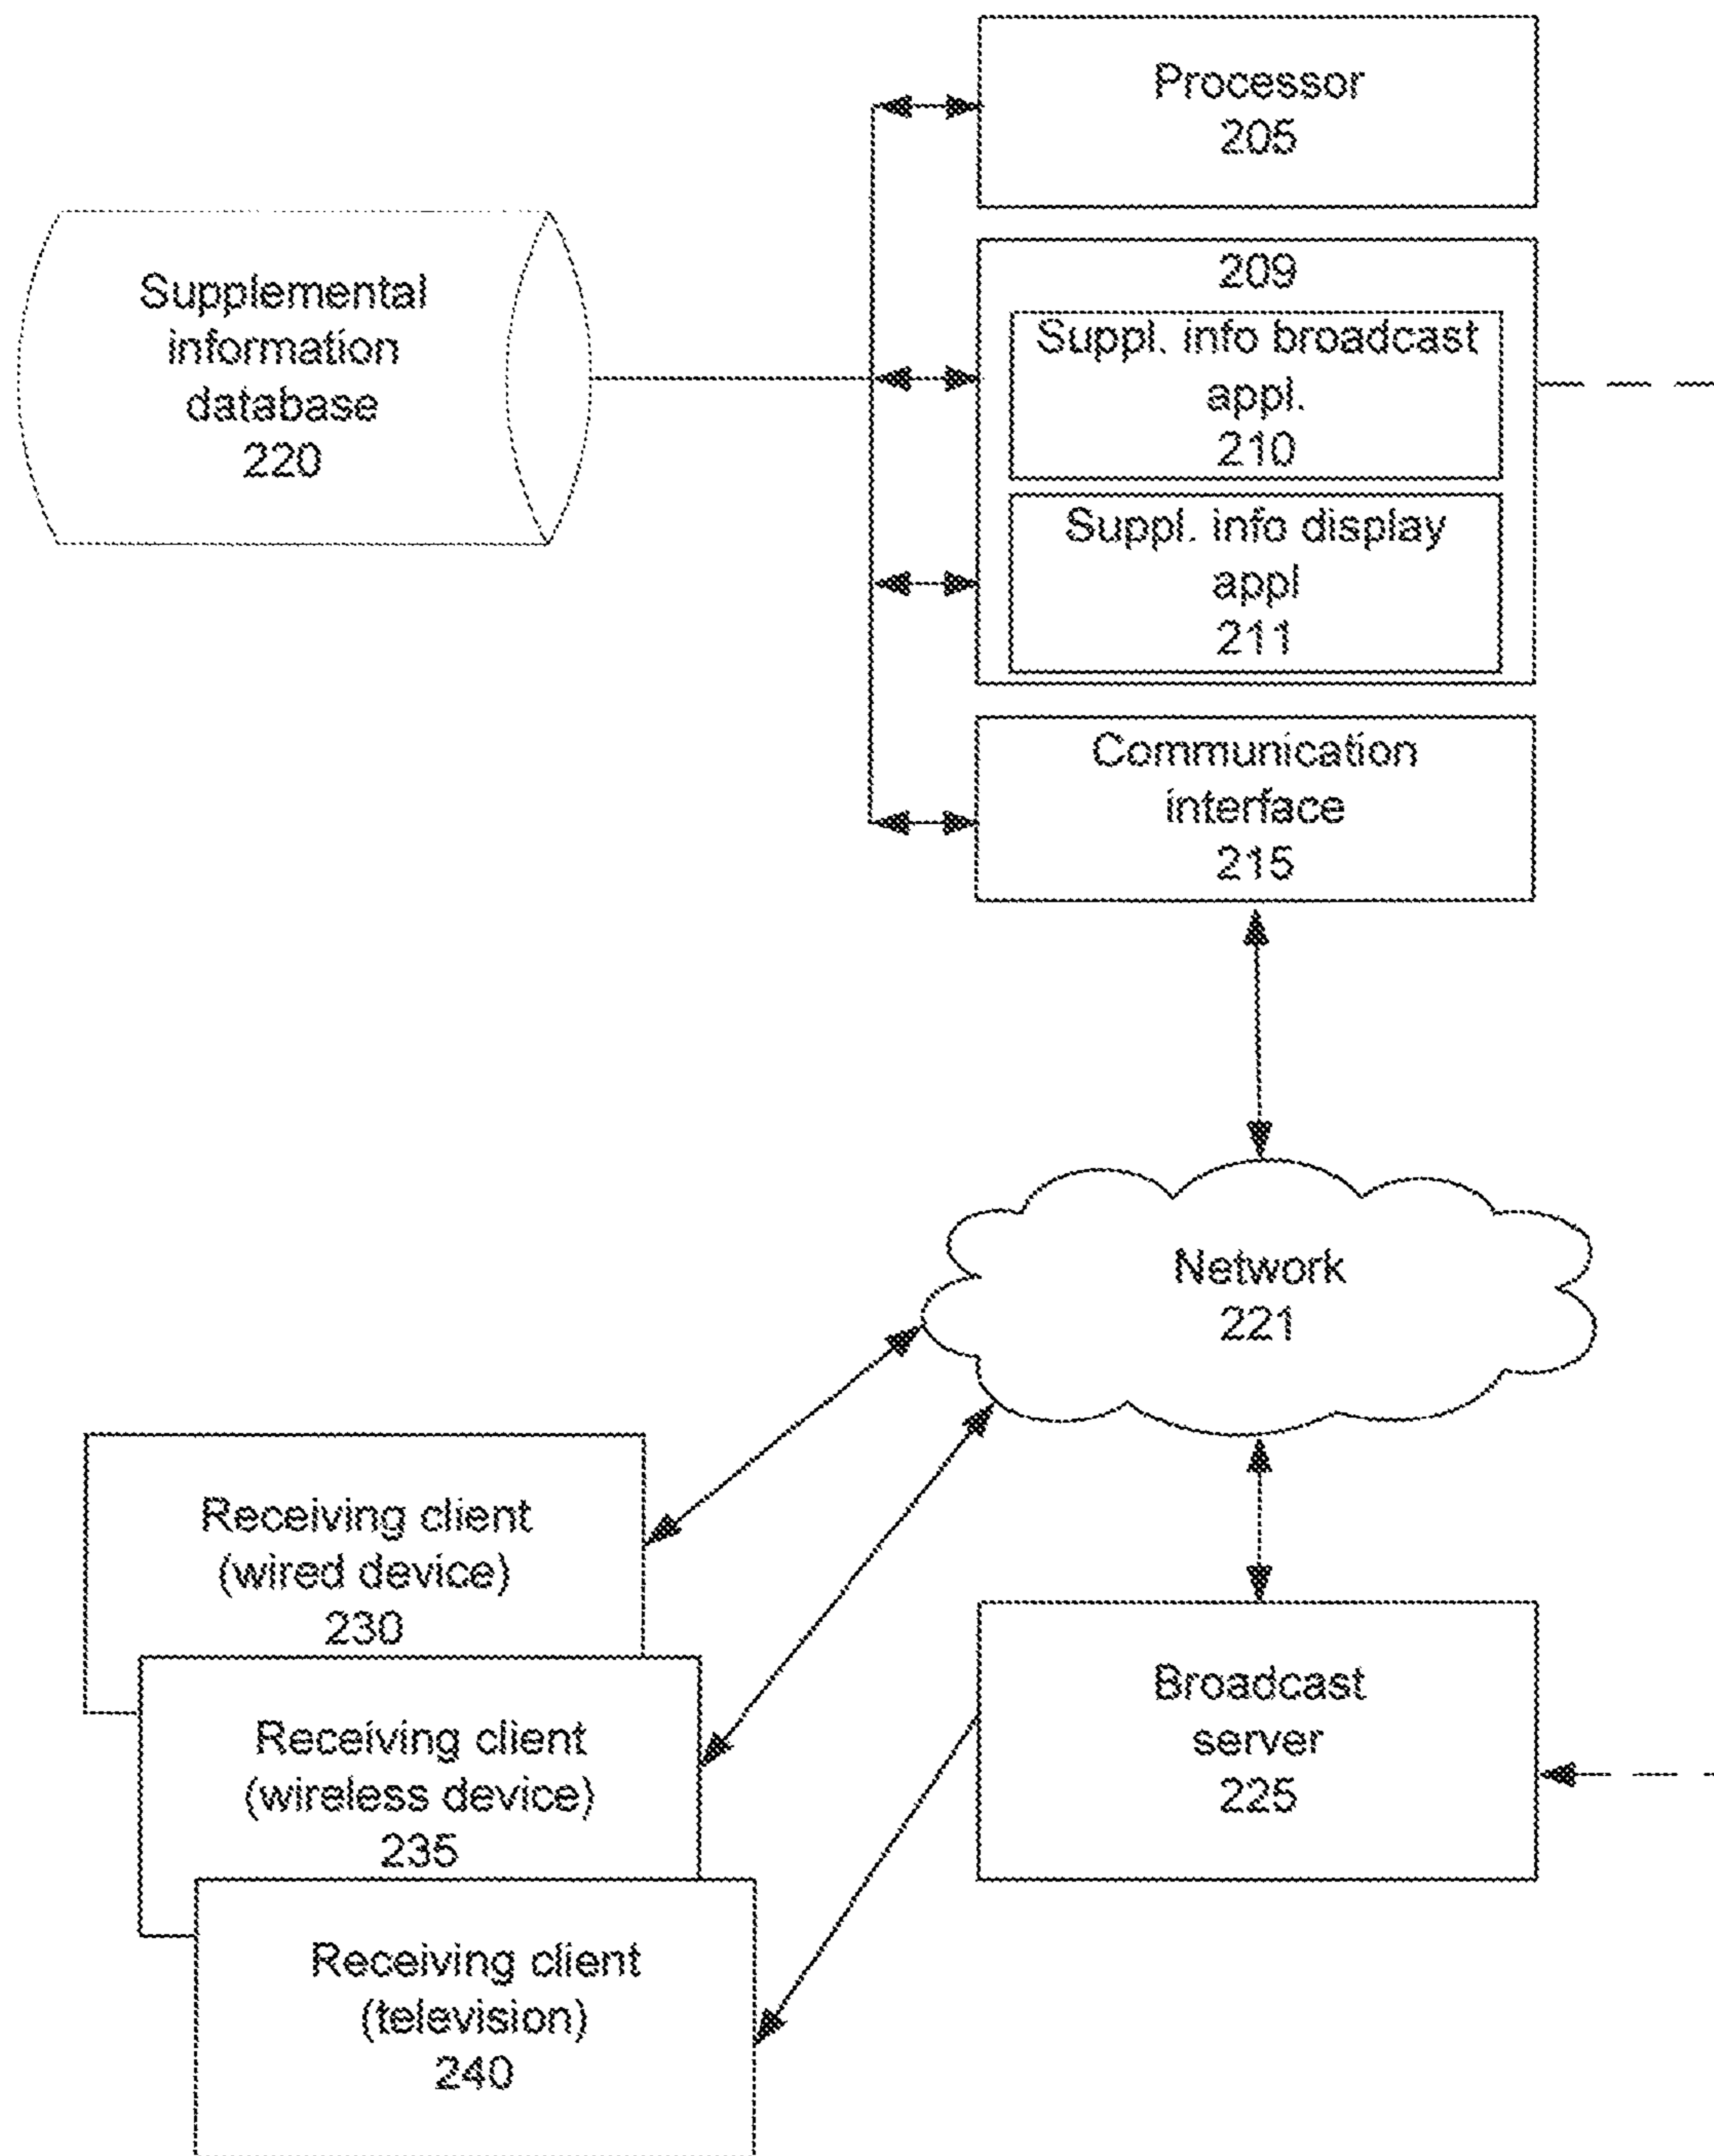 Processor
205
Supplemental
information
database
220
209
Suppl. info broadcast
appl.
210
Suppl. info display
appl
211
Communication
interface
215
Network
221
Receiving client
(wired device)
230
Receiving client
(wireless device)
235
Receiving client
(television)
240
Broadcast
server
225